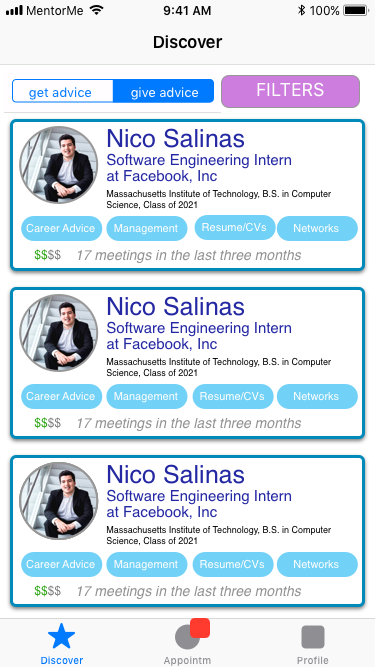 MentorMe 9:41 AM 100%
Discover
get advice give advice FILTERS
Nico Salinas
Software Engineering Intern
at Facebook, Inc
Massachusetts Institute of Technology, B.S. in Computer
Science, Class of 2021
Career Advice Management Resume/CVs Networks
$$$$ 17 meetings in the last three months
Nico Salinas
Software Engineering Intern
at Facebook, Inc
Massachusetts Institute of Technology, B.S. in Computer
Science, Class of 2021
Career Advice Management Resume/CVs Networks
$$$$ 17 meetings in the last three months
Nico Salinas
Software Engineering Intern
at Facebook, Inc
Massachusetts Institute of Technology, B.S. in Computer
Science, Class of 2021
Career Advice Management Resume/CVs Networks
$$$$ 17 meetings in the last three months
Discover Appointm Profile